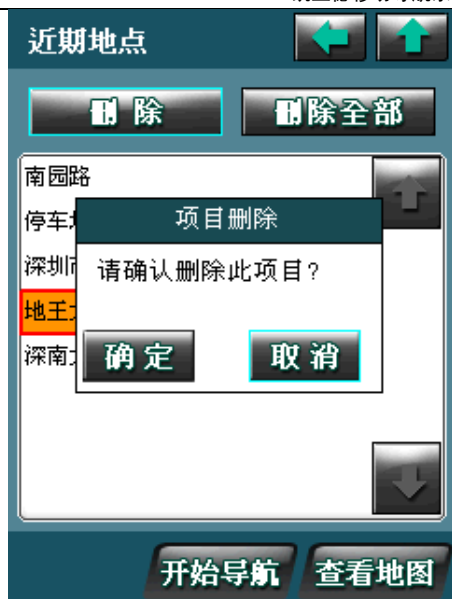 近期地点
删 除
删除全部
南园路
停车
项目删除
深圳
请确认删除此项目?
地王
深南
确 定
取 消
开始导航
查看地图